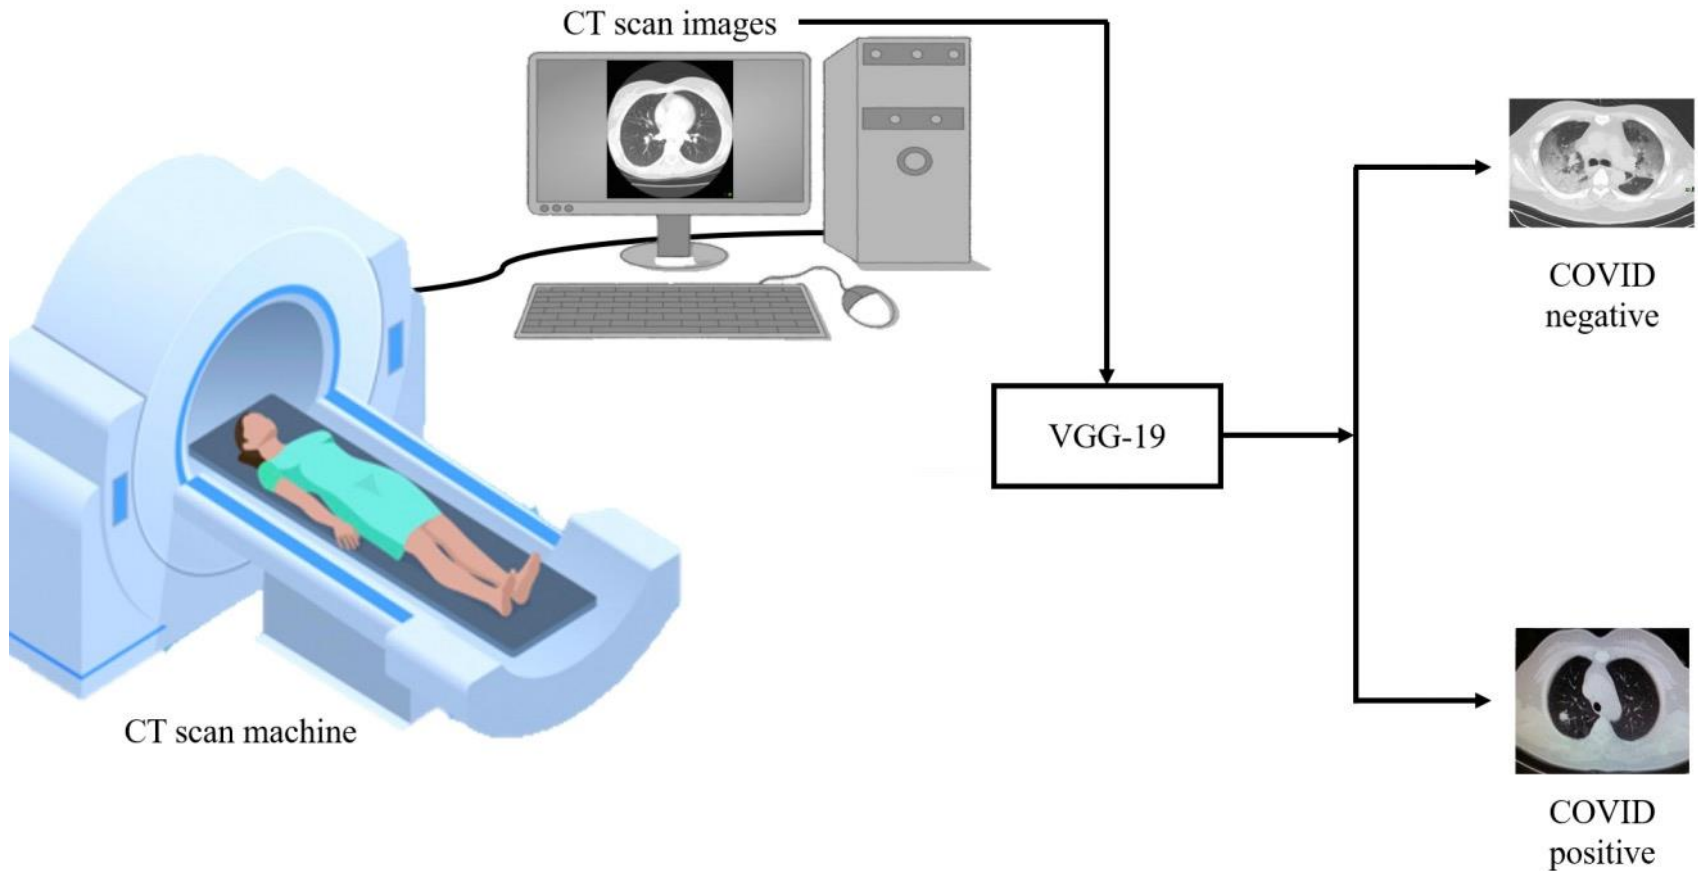 CT scan images
COVID
negative
VGG-19
CT scan machine
COVID
positive